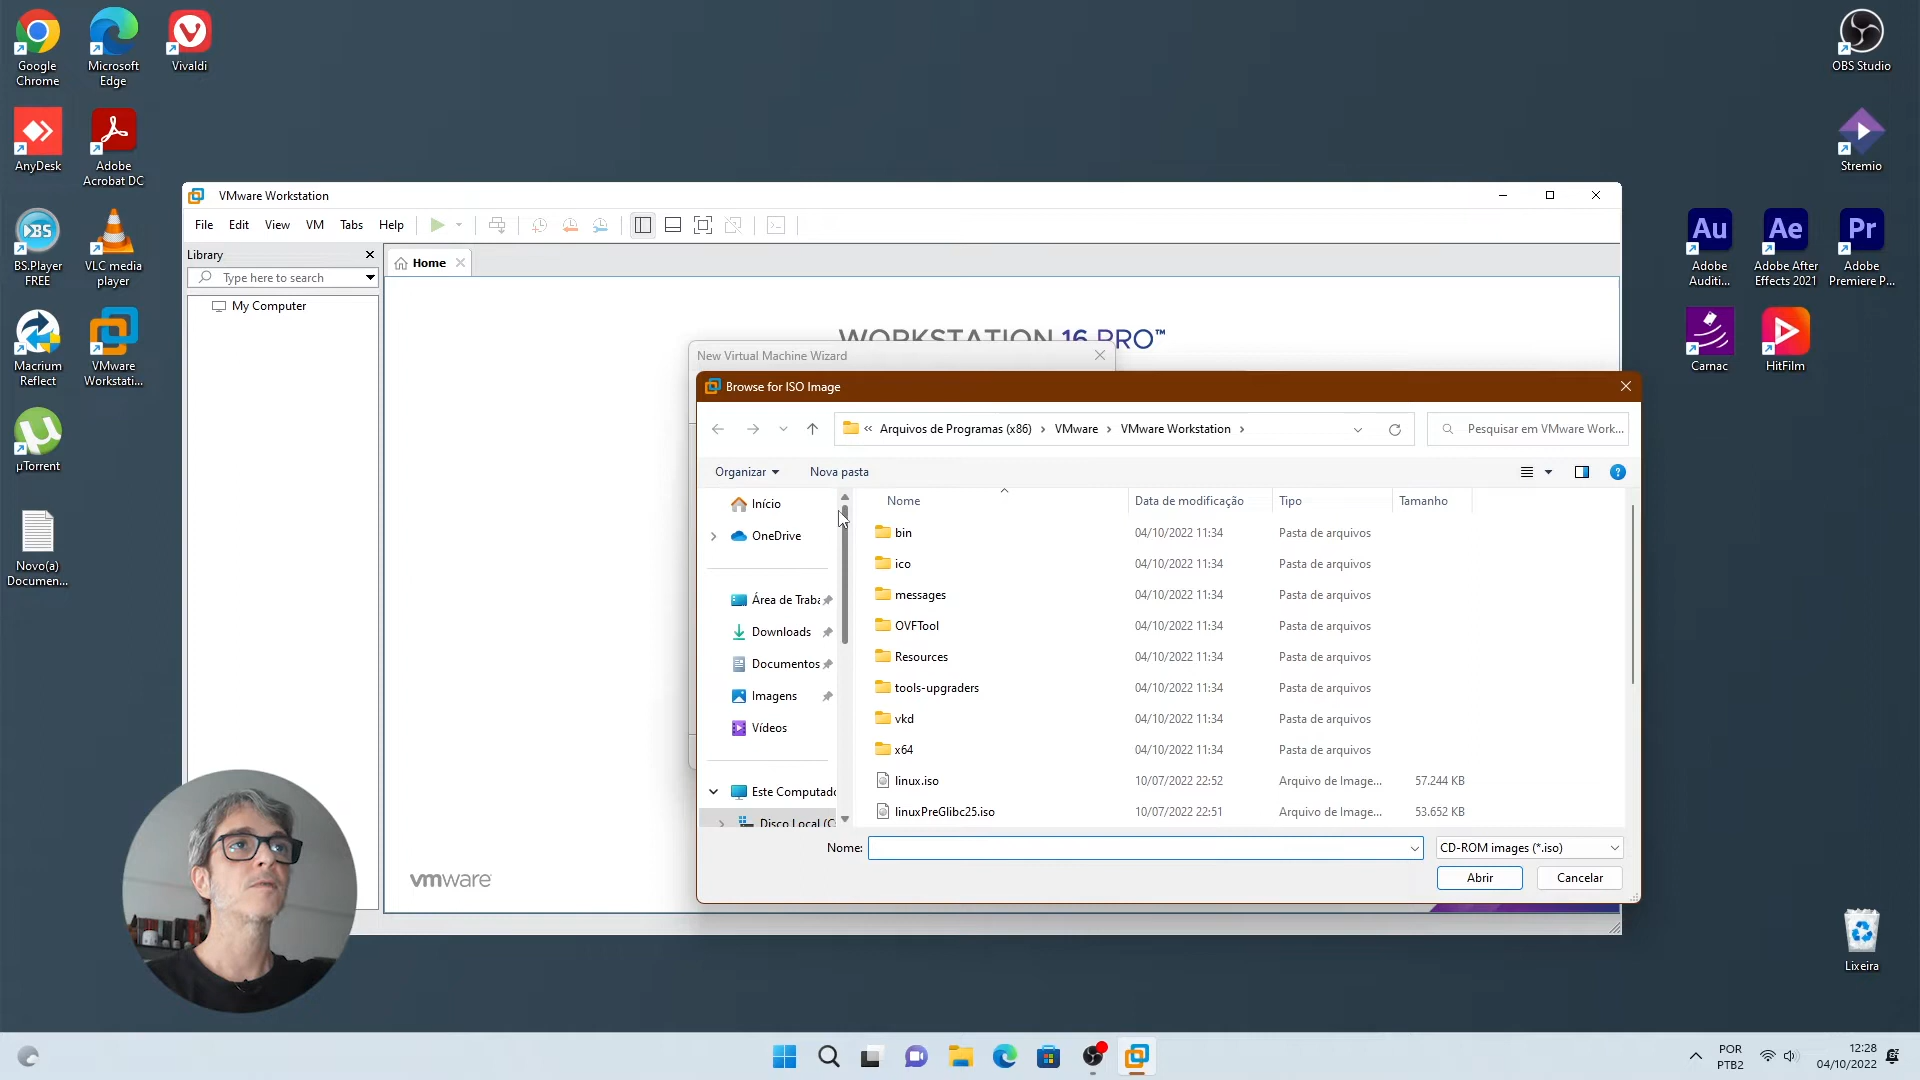 Google
Chrome
Microsoft
Edge
Vivaldi
OBS Studio
AnyDesk
Adobe
Acrobat DC
Stremio
BS.Player
FREE
VLC media
player
Au
Adobe
Auditi...
Ae
Adobe After
Effects 2021
Pr
Adobe
Premiere P...
Macrium
Reflect
VMware
Workstati...
Carnac
HitFilm
µTorrent
Novo(a)
Documen...
Lixeira
VMware Workstation
File Edit View VM Tabs Help
Library
Type here to search
My Computer
Home
WORKSTATION 16 PRO™
vmware
New Virtual Machine Wizard
Browse for ISO Image
« Arquivos de Programas (x86) › VMware › VMware Workstation ›
Pesquisar em VMware Work...
Organizar
Nova pasta
Início
OneDrive
Área de Traba
Downloads
Documentos
Imagens
Vídeos
Este Computado
Disco Local (C
Nome Data de modificação Tipo Tamanho
bin 04/10/2022 11:34 Pasta de arquivos
ico 04/10/2022 11:34 Pasta de arquivos
messages 04/10/2022 11:34 Pasta de arquivos
OVFTool 04/10/2022 11:34 Pasta de arquivos
Resources 04/10/2022 11:34 Pasta de arquivos
tools-upgraders 04/10/2022 11:34 Pasta de arquivos
vkd 04/10/2022 11:34 Pasta de arquivos
x64 04/10/2022 11:34 Pasta de arquivos
linux.iso 10/07/2022 22:52 Arquivo de Image... 57.244 KB
linuxPreGlibc25.iso 10/07/2022 22:51 Arquivo de Image... 53.652 KB
Nome:
CD-ROM images (*.iso)
Abrir
Cancelar
POR
PTB2
12:28
04/10/2022